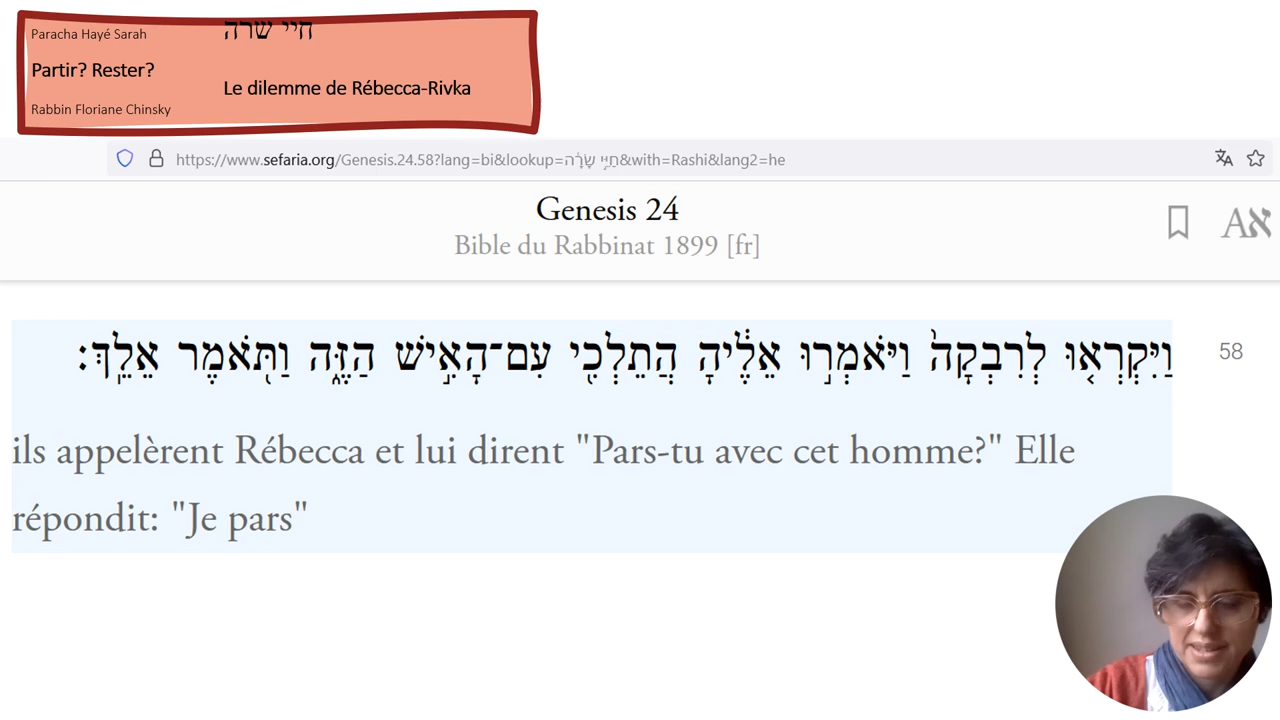 Paracha Hayé Sarah
חיי שרה
Partir? Rester?
Le dilemme de Rébecca-Rivka
Rabbin Floriane Chinsky
https://www.sefaria.org/Genesis.24.58?lang=bi&lookup=חַיֵּ֣י שָׂרָ֔ה&with=Rashi&lang2=he
Genesis 24
Bible du Rabbinat 1899 [fr]
Aא
וַיִּקְרְא֤וּ לְרִבְקָה֙ וַיֹּאמְר֣וּ אֵלֶ֔יהָ הֲתֵלְכִ֖י עִם־הָאִ֣ישׁ הַזֶּ֑ה וַתֹּ֖אמֶר אֵלֵֽךְ׃
58
ils appelèrent Rébecca et lui dirent "Pars-tu avec cet homme?" Elle
répondit: "Je pars"